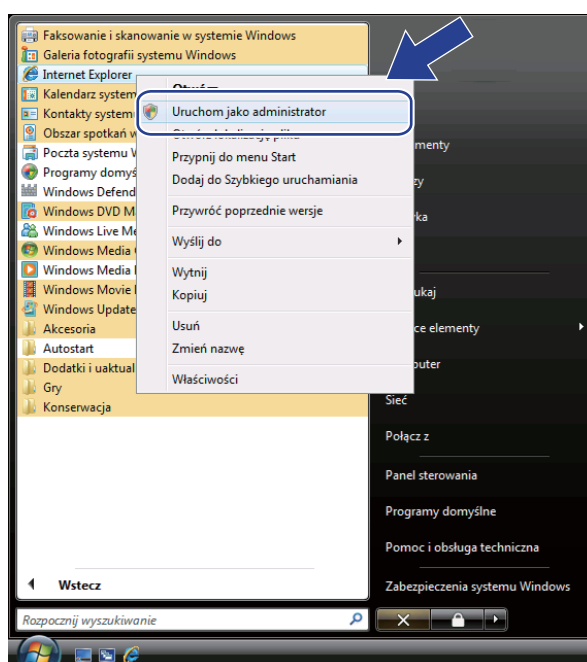 Faksowanie i skanowanie w systemie Windows
Galeria fotografii systemu Windows
Internet Explorer
Kalendarz system
Kontakty system
Obszar spotkań w
Poczta systemu
Programy domyś
Windows Defend
Windows DVD M
Windows Live Me
Windows Media
Windows Media
Windows Movie
Windows Update
Akcesoria
Autostart
Dodatki i uaktual
Gry
Konserwacja
Wstecz
Rozpocznij wyszukiwanie
Otwórz
Uruchom jako administrator
Przypnij do menu Start
Dodaj do Szybkiego uruchamiania
Przywróć poprzednie wersje
Wyślij do
Wytnij
Kopiuj
Usuń
Zmień nazwę
Właściwości
menty
zy
ka
ukaj
ce elementy
puter
Sieć
Połącz z
Panel sterowania
Programy domyślne
Pomoc i obsługa techniczna
Zabezpieczenia systemu Windows